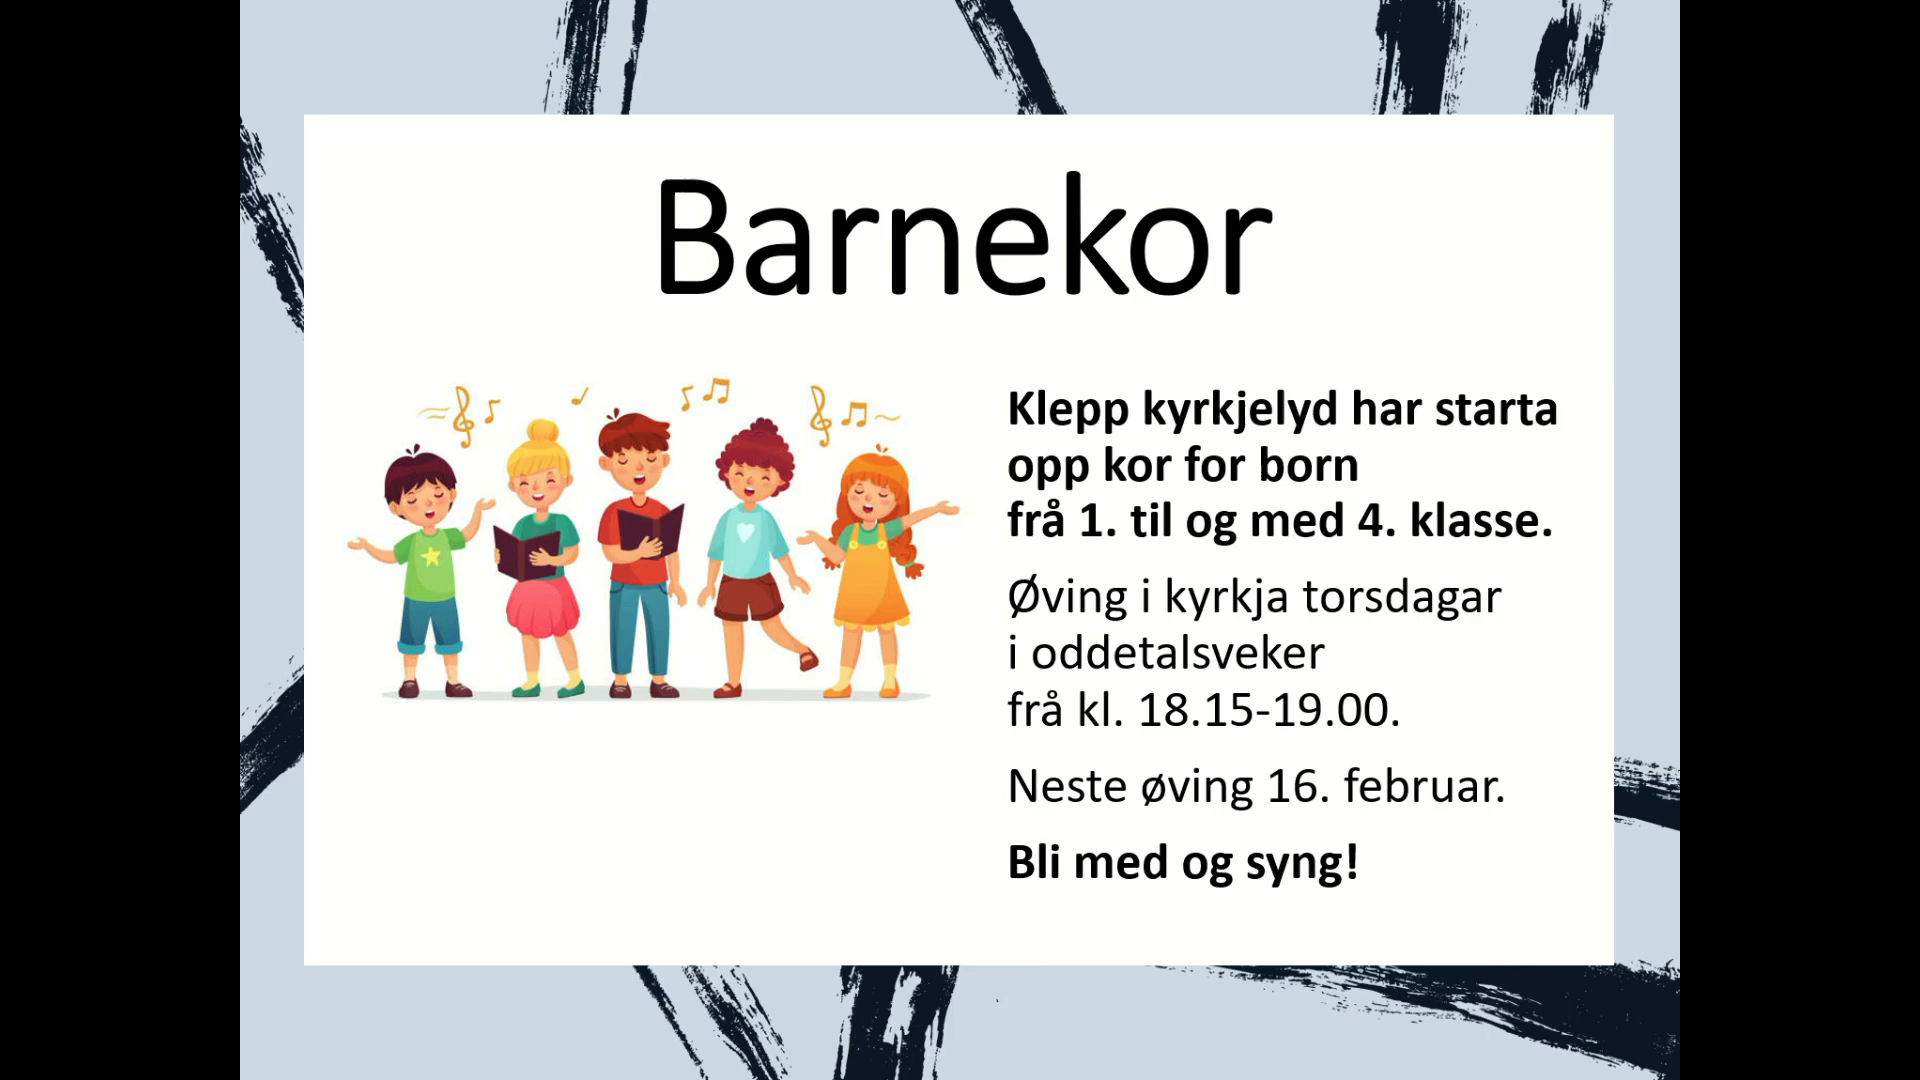 Barnekor
Klepp kyrkjelyd har starta
opp kor for born
frå 1. til og med 4. klasse.
Øving i kyrkja torsdagar
i oddetalsveker
frå kl. 18.15-19.00.
Neste øving 16. februar.
Bli med og syng!